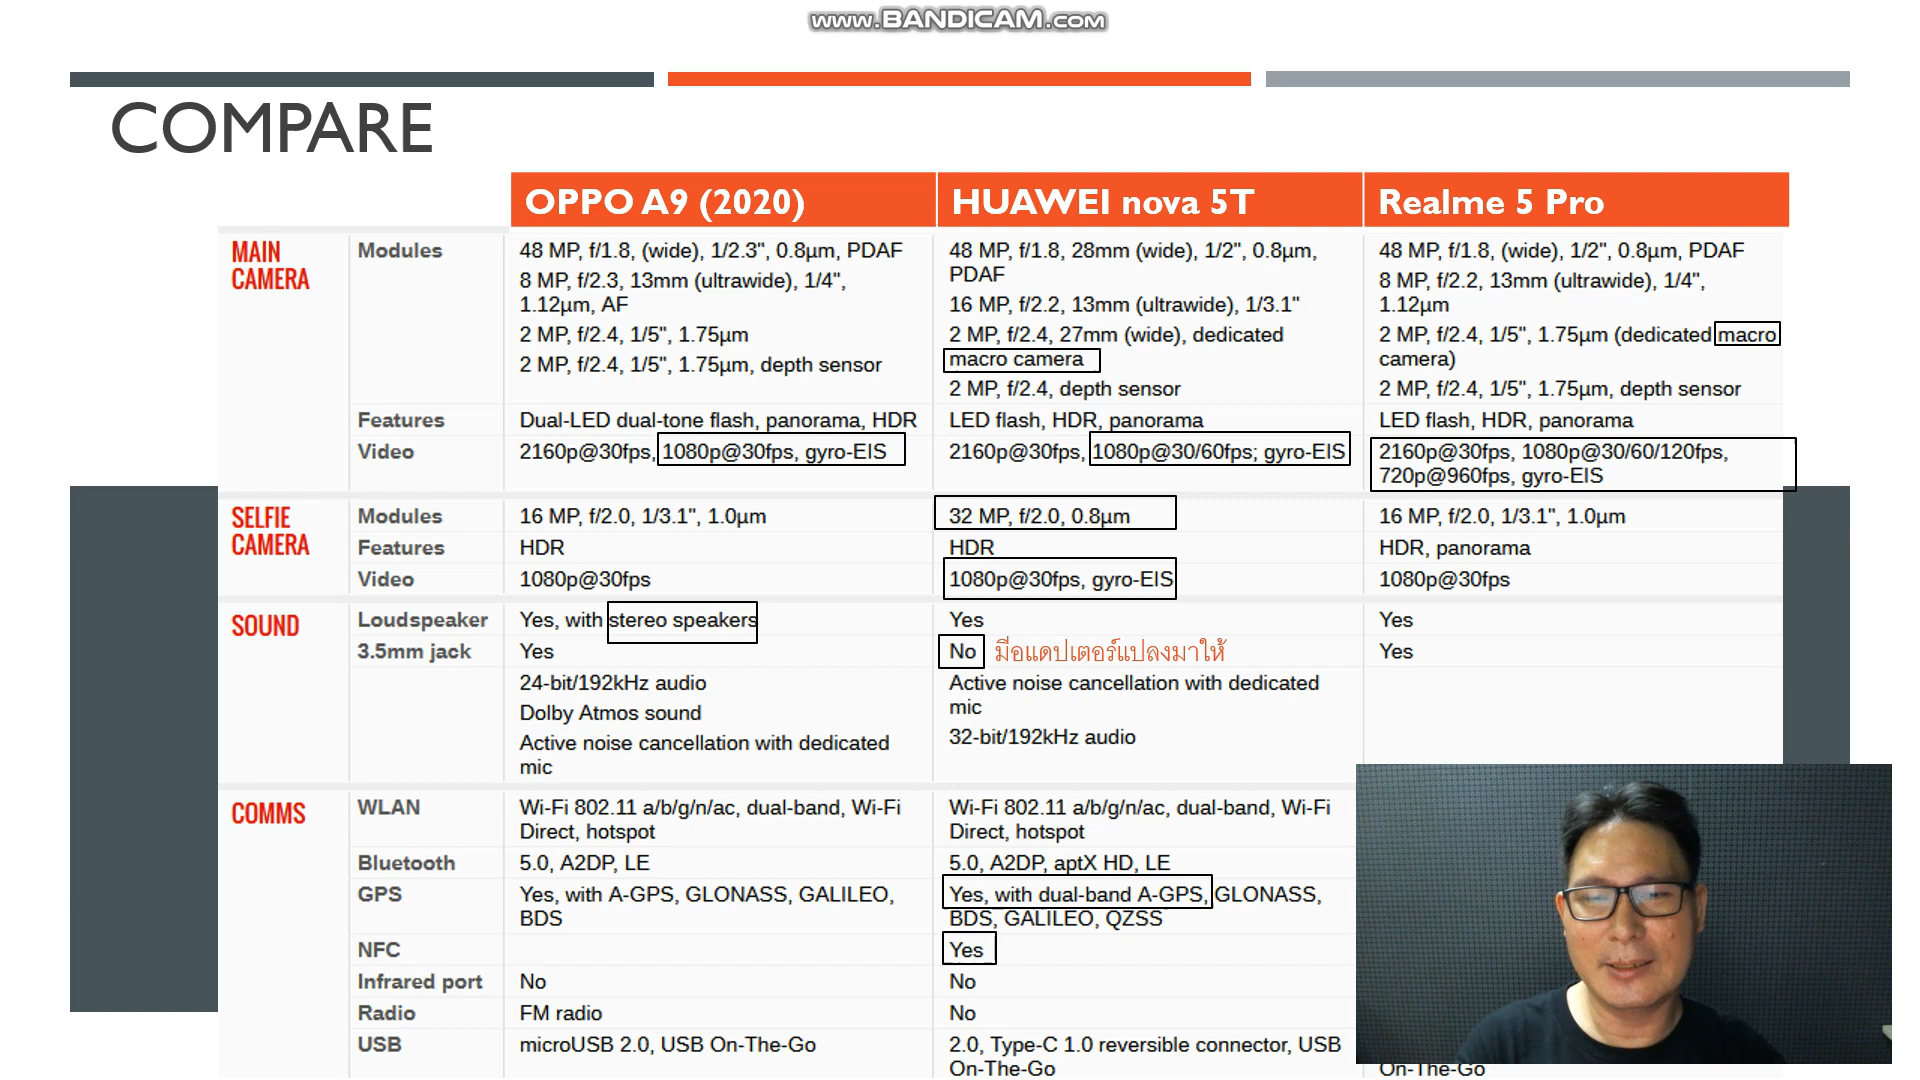 www.BANDICAM.com
COMPARE
OPPO A9 (2020) HUAWEI nova 5T Realme 5 Pro
MAIN CAMERA
Modules
48 MP, f/1.8, (wide), 1/2.3", 0.8µm, PDAF
8 MP, f/2.3, 13mm (ultrawide), 1/4",
1.12µm, AF
2 MP, f/2.4, 1/5", 1.75µm
2 MP, f/2.4, 1/5", 1.75µm, depth sensor
48 MP, f/1.8, 28mm (wide), 1/2", 0.8µm,
PDAF
16 MP, f/2.2, 13mm (ultrawide), 1/3.1"
2 MP, f/2.4, 27mm (wide), dedicated
macro camera
2 MP, f/2.4, depth sensor
48 MP, f/1.8, (wide), 1/2", 0.8µm, PDAF
8 MP, f/2.2, 13mm (ultrawide), 1/4",
1.12µm
2 MP, f/2.4, 1/5", 1.75µm (dedicated macro
camera)
2 MP, f/2.4, 1/5", 1.75µm, depth sensor
Features
Dual-LED dual-tone flash, panorama, HDR
LED flash, HDR, panorama
LED flash, HDR, panorama
Video
2160p@30fps, 1080p@30fps, gyro-EIS
2160p@30fps, 1080p@30/60fps; gyro-EIS
2160p@30fps, 1080p@30/60/120fps,
720p@960fps, gyro-EIS
SELFIE CAMERA
Modules
16 MP, f/2.0, 1/3.1", 1.0µm
32 MP, f/2.0, 0.8µm
16 MP, f/2.0, 1/3.1", 1.0µm
Features
HDR
HDR
HDR, panorama
Video
1080p@30fps
1080p@30fps, gyro-EIS
1080p@30fps
SOUND
Loudspeaker
Yes, with stereo speakers
Yes
Yes
3.5mm jack
Yes
No มีอแดปเตอร์แปลงมาให้
Yes
24-bit/192kHz audio
Dolby Atmos sound
Active noise cancellation with dedicated
mic
Active noise cancellation with dedicated
mic
32-bit/192kHz audio
COMMS
WLAN
Wi-Fi 802.11 a/b/g/n/ac, dual-band, Wi-Fi
Direct, hotspot
Wi-Fi 802.11 a/b/g/n/ac, dual-band, Wi-Fi
Direct, hotspot
Bluetooth
5.0, A2DP, LE
5.0, A2DP, aptX HD, LE
GPS
Yes, with A-GPS, GLONASS, GALILEO,
BDS
Yes, with dual-band A-GPS, GLONASS,
BDS, GALILEO, QZSS
NFC
Yes
Infrared port
No
No
Radio
FM radio
No
USB
microUSB 2.0, USB On-The-Go
2.0, Type-C 1.0 reversible connector, USB
On-The-Go
On-The-Go